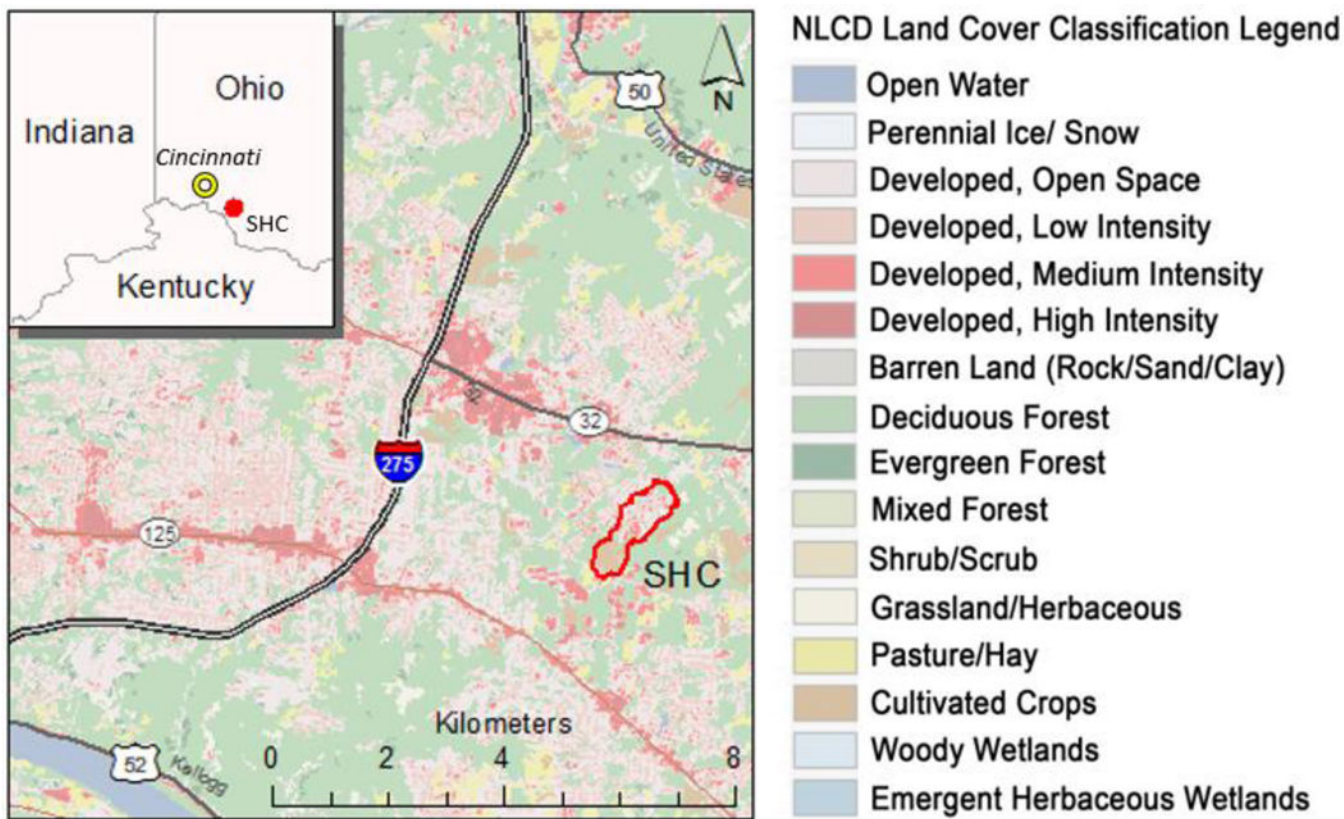 Ohio
Indiana
Cincinnati
SHC
Kentucky
N
50
United States
32
32
275
125
SHC
52
Kellogg
Kilometers
0 2 4 8
NLCD Land Cover Classification Legend
Open Water
Perennial Ice/ Snow
Developed, Open Space
Developed, Low Intensity
Developed, Medium Intensity
Developed, High Intensity
Barren Land (Rock/Sand/Clay)
Deciduous Forest
Evergreen Forest
Mixed Forest
Shrub/Scrub
Grassland/Herbaceous
Pasture/Hay
Cultivated Crops
Woody Wetlands
Emergent Herbaceous Wetlands